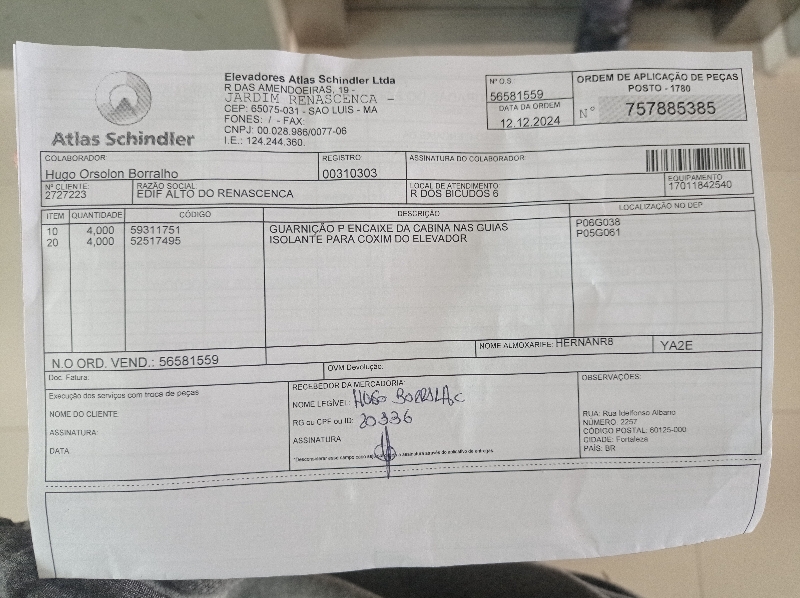 Atlas Schindler
Elevadores Atlas Schindler Ltda
R DAS AMENDOEIRAS, 19 -
JARDIM RENASCENCA -
CEP: 65075-031 - SAO LUIS - MA
FONES: / - FAX:
CNPJ: 00.028.986/0077-06
I.E.: 124.244.360.
Nº O.S.
56581559
DATA DA ORDEM
12.12.2024
ORDEM DE APLICAÇÃO DE PEÇAS
POSTO - 1780
Nº 757885385
COLABORADOR
Hugo Orsolon Borralho
REGISTRO
00310303
ASSINATURA DO COLABORADOR
Nº CLIENTE:
2727223
RAZÃO SOCIAL
EDIF ALTO DO RENASCENCA
LOCAL DE ATENDIMENTO
R DOS BICUDOS 6
EQUIPAMENTO
17011842540
ITEM QUANTIDADE CÓDIGO DESCRIÇÃO LOCALIZAÇÃO NO DEP
10 4,000 59311751 GUARNIÇÃO P ENCAIXE DA CABINA NAS GUIAS P06G038
20 4,000 52517495 ISOLANTE PARA COXIM DO ELEVADOR P05G061
NOME ALMOXARIFE: HERNANR8 YA2E
N.O ORD. VEND.: 56581559
OVM Devolução:
Doc. Fatura:
Execução dos serviços com troca de peças
NOME DO CLIENTE
ASSINATURA:
DATA
RECEBEDOR DA MERCADORIA:
NOME LEGÍVEL: HUGO
RG ou CPF ou ID: 20336
ASSINATURA
OBSERVAÇÕES:
RUA: Rua Idelfonso Albano
NÚMERO: 2257
CÓDIGO POSTAL: 60125-000
CIDADE: Fortaleza
PAÍS: BR